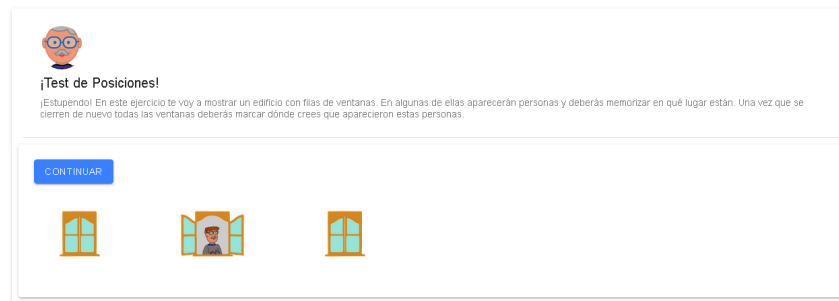 ¡Test de Posiciones!
¡Estupendo! En este ejercicio te voy a mostrar un edificio con filas de ventanas. En algunas de ellas aparecerán personas y deberás memorizar en qué lugar están. Una vez que se
cierren de nuevo todas las ventanas deberás marcar dónde crees que aparecieron estas personas.
CONTINUAR